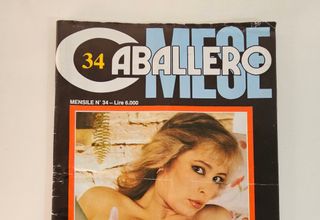 34 CABALLERO
MESE
MENSILE N° 34 – Lire 6.000